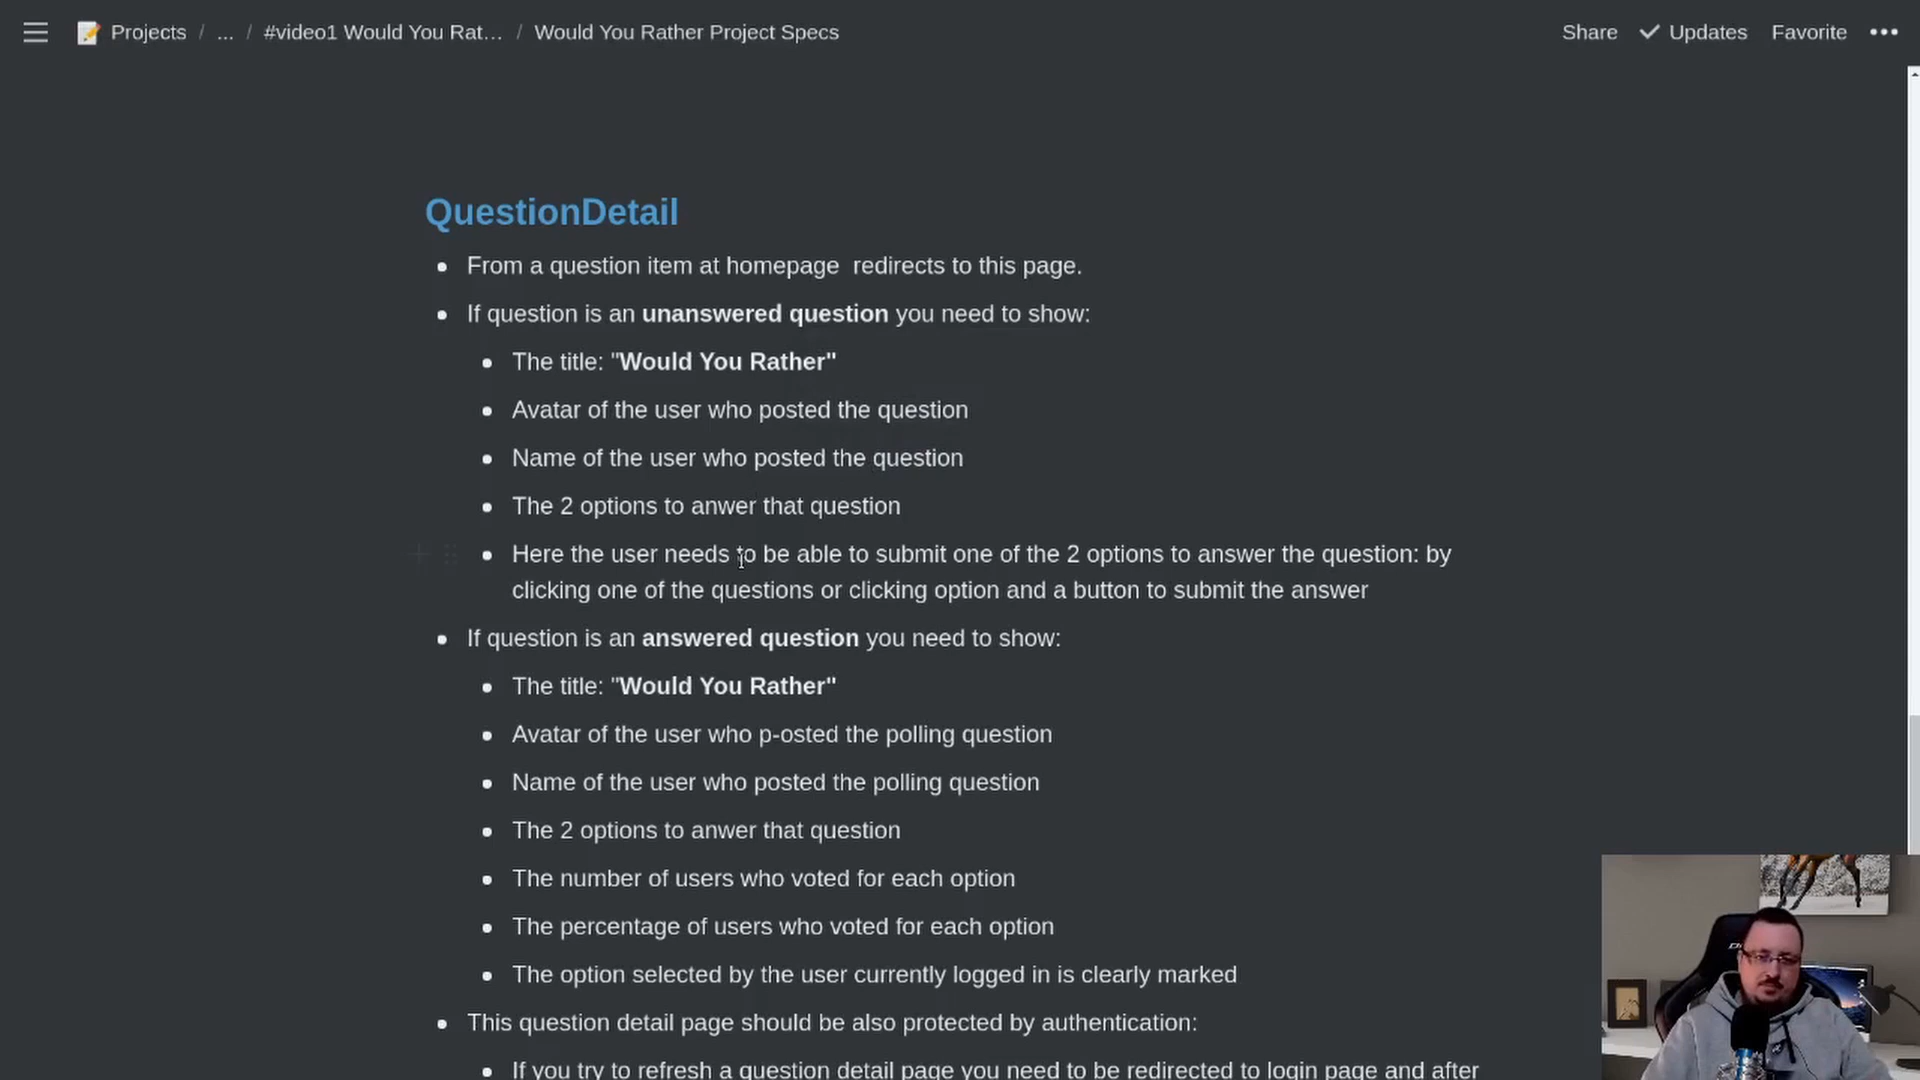 Projects / ... / #video1 Would You Rat... / Would You Rather Project Specs Share Updates Favorite
QuestionDetail
From a question item at homepage redirects to this page.
If question is an unanswered question you need to show:
The title: "Would You Rather"
Avatar of the user who posted the question
Name of the user who posted the question
The 2 options to anwer that question
Here the user needs to be able to submit one of the 2 options to answer the question: by
clicking one of the questions or clicking option and a button to submit the answer
If question is an answered question you need to show:
The title: "Would You Rather"
Avatar of the user who p-osted the polling question
Name of the user who posted the polling question
The 2 options to anwer that question
The number of users who voted for each option
The percentage of users who voted for each option
The option selected by the user currently logged in is clearly marked
This question detail page should be also protected by authentication:
If you try to refresh a question detail page you need to be redirected to login page and after